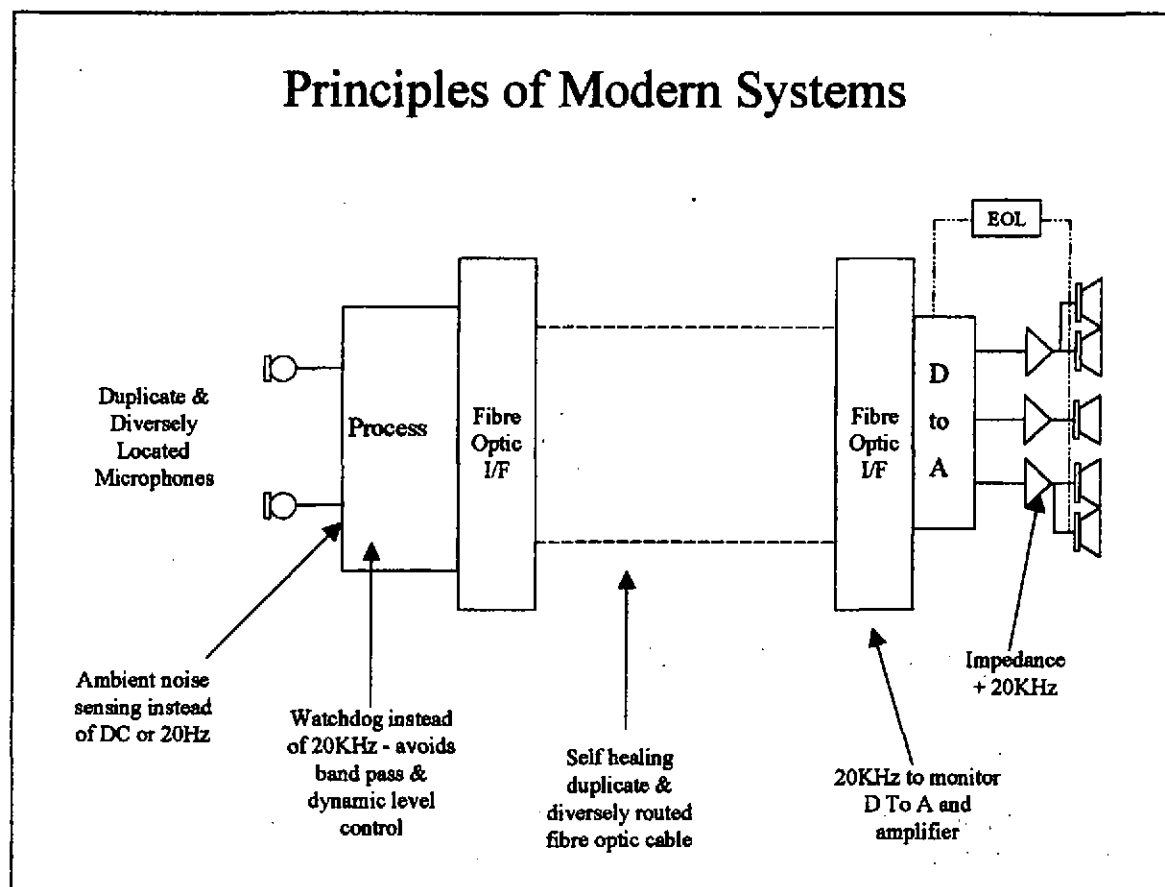 Principles of Modern Systems
EOL
Duplicate &
Diversely
Located
Microphones
Process
Fibre
Optic
I/F
Fibre
Optic
I/F
D
to
A
Ambient noise
sensing instead
of DC or 20Hz
Watchdog instead
of 20KHz - avoids
band pass &
dynamic level
control
Self healing
duplicate &
diversely routed
fibre optic cable
20KHz to monitor
D To A and
amplifier
Impedance
+ 20KHz